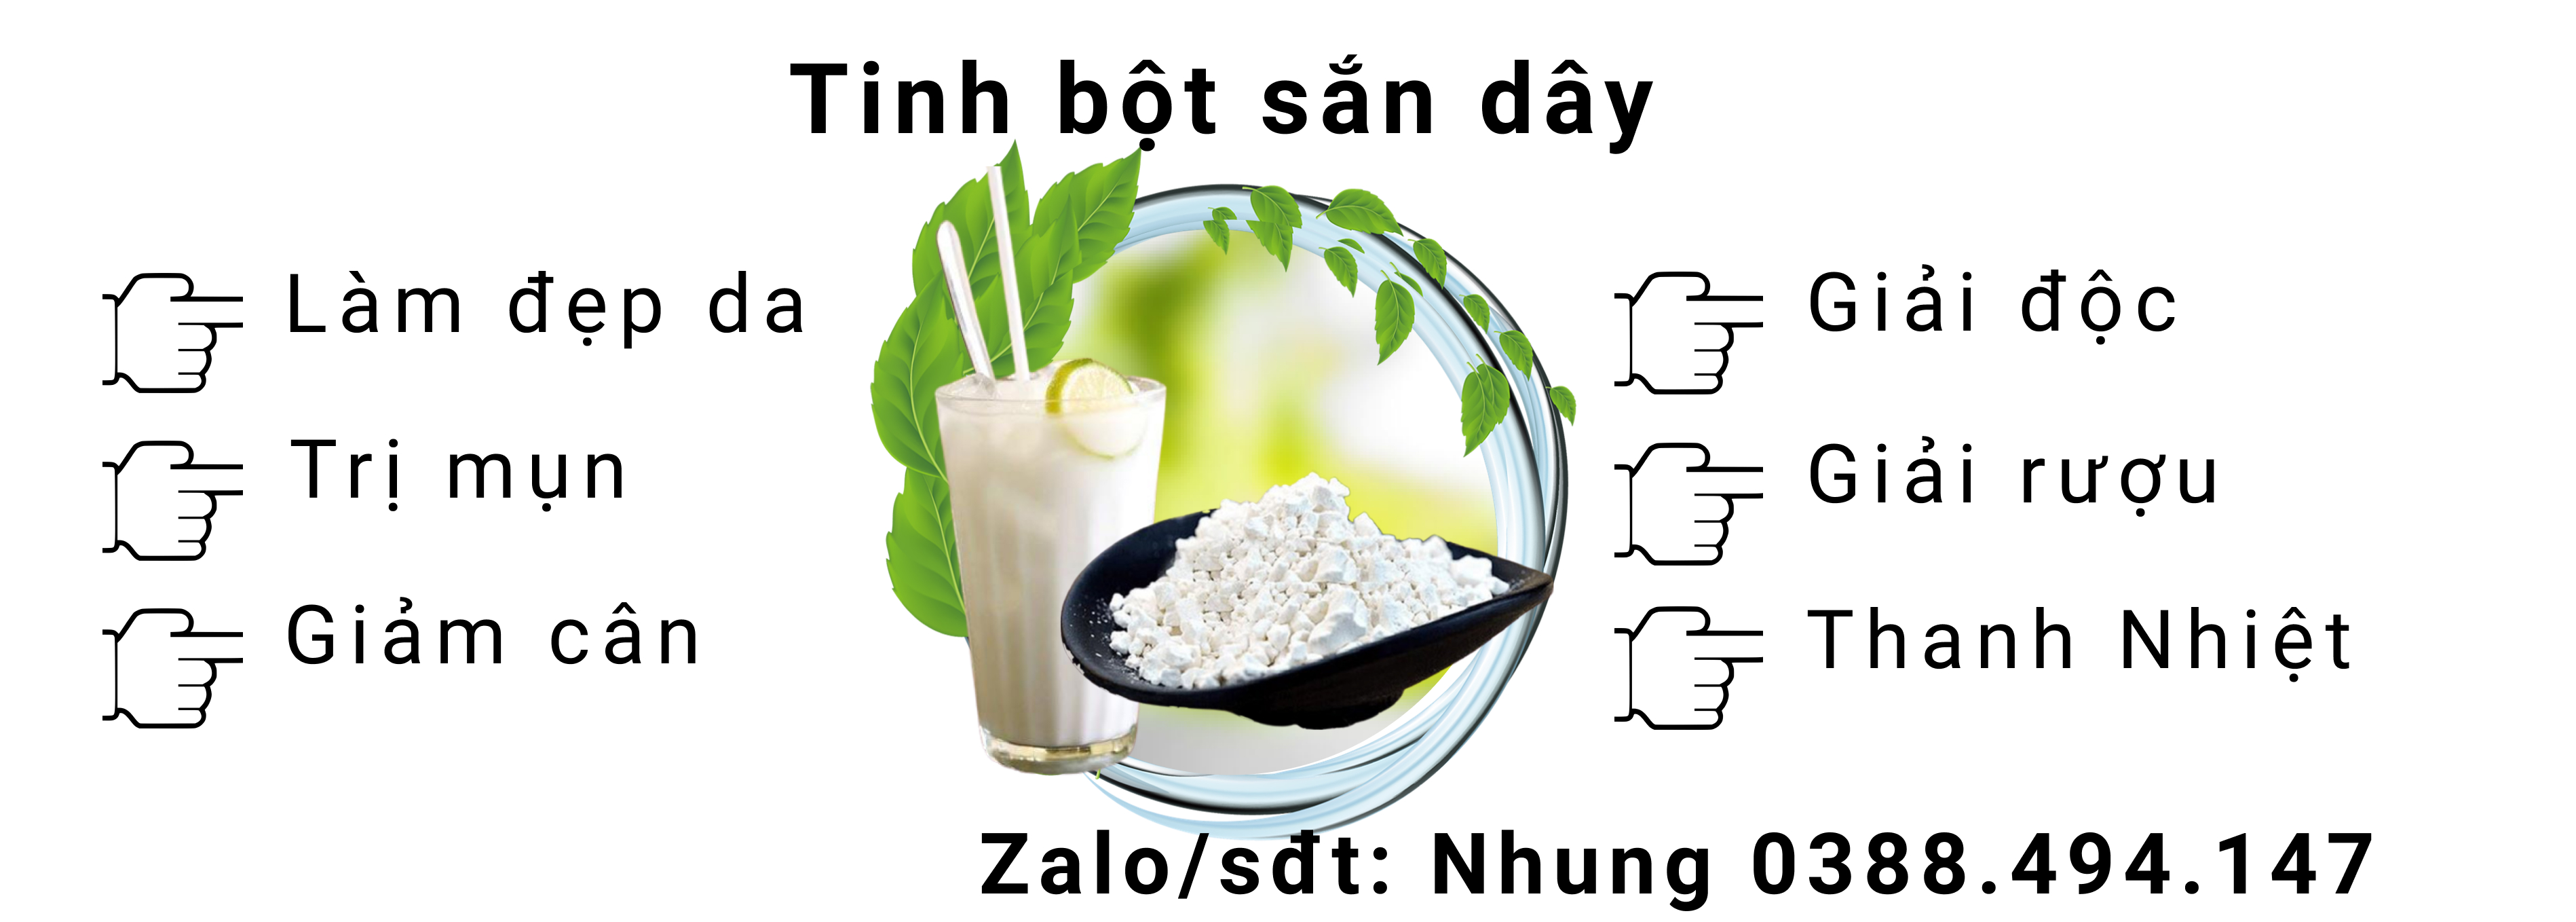 Tinh bột sắn dây
Làm đẹp da
Trị mụn
Giảm cân
Giải độc
Giải rượu
Thanh Nhiệt
Zalo/sđt: Nhung 0388.494.147